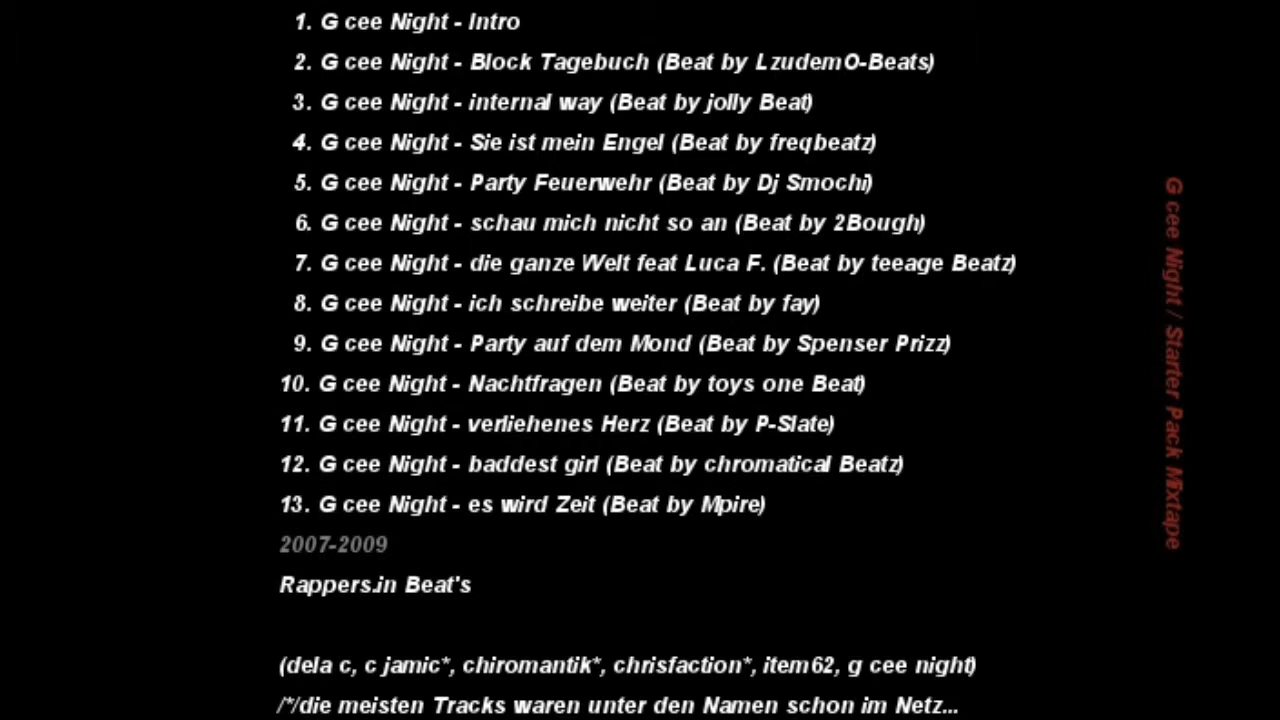 1. G cee Night - Intro
2. G cee Night - Block Tagebuch (Beat by LzudemO-Beats)
3. G cee Night - internal way (Beat by jolly Beat)
4. G cee Night - Sie ist mein Engel (Beat by freqbeatz)
5. G cee Night - Party Feuerwehr (Beat by Dj Smochi)
6. G cee Night - schau mich nicht so an (Beat by 2Bough)
7. G cee Night - die ganze Welt feat Luca F. (Beat by teeage Beatz)
8. G cee Night - ich schreibe weiter (Beat by fay)
9. G cee Night - Party auf dem Mond (Beat by Spenser Prizz)
10. G cee Night - Nachtfragen (Beat by toys one Beat)
11. G cee Night - verliehenes Herz (Beat by P-Slate)
12. G cee Night - baddest girl (Beat by chromatical Beatz)
13. G cee Night - es wird Zeit (Beat by Mpire)
2007-2009
Rappers.in Beat's
(dela c, c jamic*, chiromantik*, chrisfaction*, item62, g cee night)
/*/die meisten Tracks waren unter den Namen schon im Netz...
G cee Night / Starter Pack Mixtape